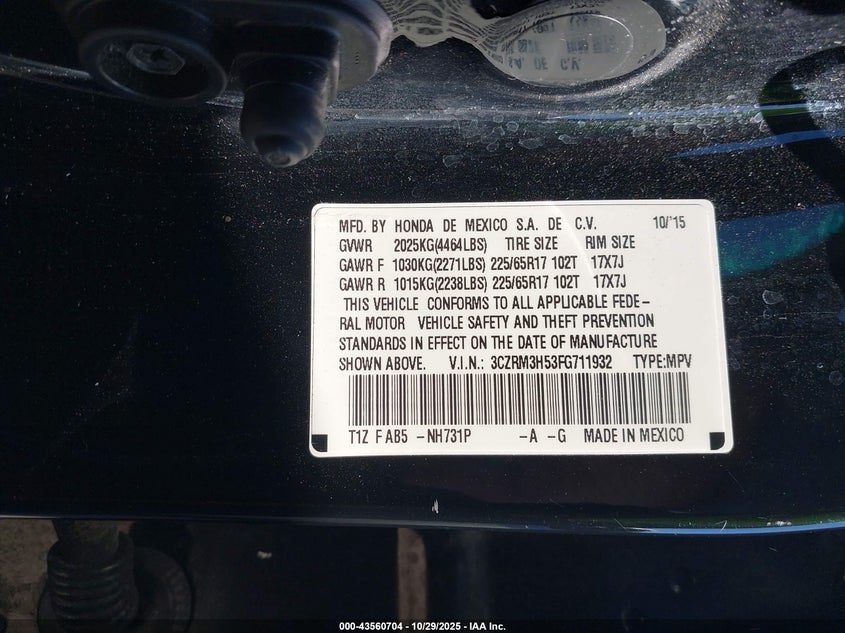 S.A. DE C.V.
MFD. BY HONDA DE MEXICO S.A. DE C.V. 10/'15
GVWR 2025KG(4464LBS) TIRE SIZE RIM SIZE
GAWR F 1030KG(2271LBS) 225/65R17 102T 17X7J
GAWR R 1015KG(2238LBS) 225/65R17 102T 17X7J
THIS VEHICLE CONFORMS TO ALL APPLICABLE FEDE-
RAL MOTOR VEHICLE SAFETY AND THEFT PREVENTION
STANDARDS IN EFFECT ON THE DATE OF MANUFACTURE
SHOWN ABOVE. V.I.N.: 3CZRM3H53FG711932 TYPE:MPV
T1Z F AB5 -NH731P -A -G MADE IN MEXICO
000-43560704 - 10/29/2025 - IAA Inc.